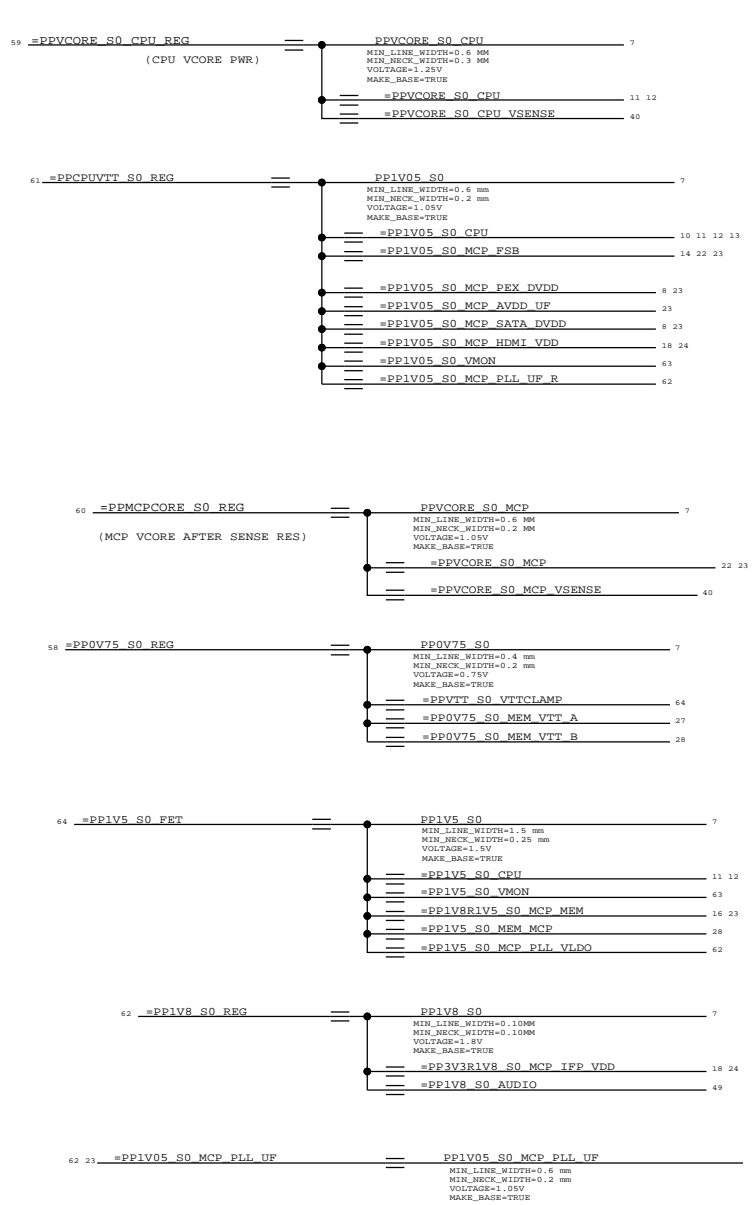 59 =PPVCORE_S0_CPU_REG PPVCORE_S0_CPU 7
MIN_LINE_WIDTH=0.6 MM
(CPU VCORE PWR) MIN_NECK_WIDTH=0.3 MM
VOLTAGE=1.25V
MAKE_BASE=TRUE
=PPVCORE_S0_CPU 11 12
=PPVCORE_S0_CPU_VSENSE 40
61 =PPCPUVTT_S0_REG PP1V05_S0 7
MIN_LINE_WIDTH=0.6 mm
MIN_NECK_WIDTH=0.2 mm
VOLTAGE=1.05V
MAKE_BASE=TRUE
=PP1V05_S0_CPU 10 11 12 13
=PP1V05_S0_MCP_FSB 14 22 23
=PP1V05_S0_MCP_PEX_DVDD 8 23
=PP1V05_S0_MCP_AVDD_UF 23
=PP1V05_S0_MCP_SATA_DVDD 8 23
=PP1V05_S0_MCP_HDMI_VDD 18 24
=PP1V05_S0_VMON 63
=PP1V05_S0_MCP_PLL_UF_R 62
60 =PPMCPCORE_S0_REG PPVCORE_S0_MCP 7
MIN_LINE_WIDTH=0.6 MM
MIN_NECK_WIDTH=0.2 MM
(MCP VCORE AFTER SENSE RES) VOLTAGE=1.05V
MAKE_BASE=TRUE
=PPVCORE_S0_MCP 22 23
=PPVCORE_S0_MCP_VSENSE 40
58 =PP0V75_S0_REG PP0V75_S0 7
MIN_LINE_WIDTH=0.4 mm
MIN_NECK_WIDTH=0.2 mm
VOLTAGE=0.75V
MAKE_BASE=TRUE
=PPVTT_S0_VTTCLAMP 64
=PP0V75_S0_MEM_VTT_A 27
=PP0V75_S0_MEM_VTT_B 28
64 =PP1V5_S0_FET PP1V5_S0 7
MIN_LINE_WIDTH=1.5 mm
MIN_NECK_WIDTH=0.25 mm
VOLTAGE=1.5V
MAKE_BASE=TRUE
=PP1V5_S0_CPU 11 12
=PP1V5_S0_VMON 63
=PP1V8R1V5_S0_MCP_MEM 16 23
=PP1V5_S0_MEM_MCP 28
=PP1V5_S0_MCP_PLL_VLDO 62
62 =PP1V8_S0_REG PP1V8_S0 7
MIN_LINE_WIDTH=0.10MM
MIN_NECK_WIDTH=0.10MM
VOLTAGE=1.8V
MAKE_BASE=TRUE
=PP3V3R1V8_S0_MCP_IFP_VDD 18 24
=PP1V8_S0_AUDIO 49
62 23 =PP1V05_S0_MCP_PLL_UF PP1V05_S0_MCP_PLL_UF
MIN_LINE_WIDTH=0.6 mm
MIN_NECK_WIDTH=0.2 mm
VOLTAGE=1.05V
MAKE_BASE=TRUE